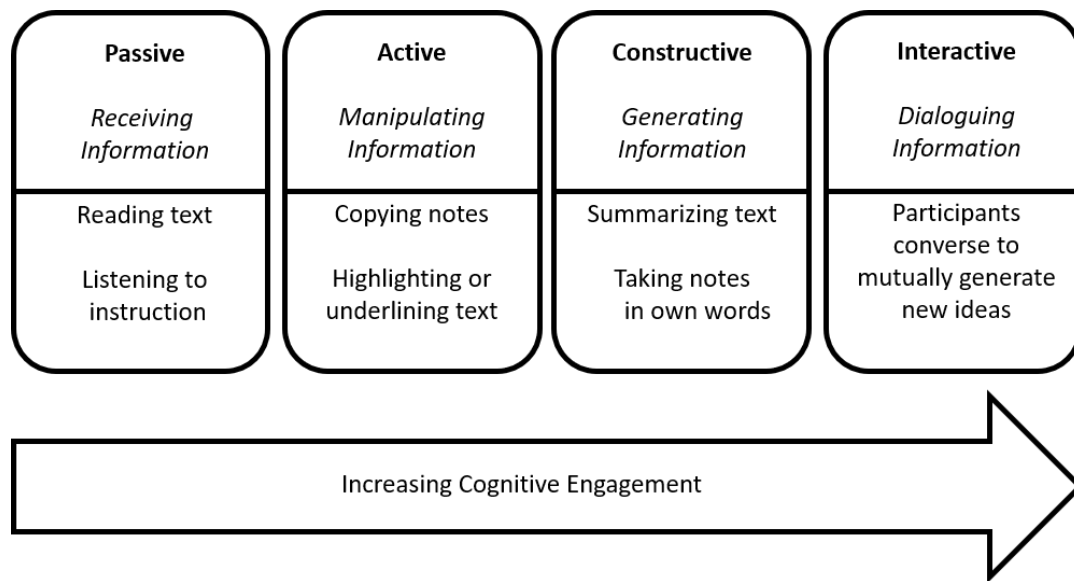 Passive
Receiving
Information
Reading text
Listening to
instruction
Active
Manipulating
Information
Copying notes
Highlighting or
underlining text
Constructive
Generating
Information
Summarizing text
Taking notes
in own words
Interactive
Dialoguing
Information
Participants
converse to
mutually generate
new ideas
Increasing Cognitive Engagement